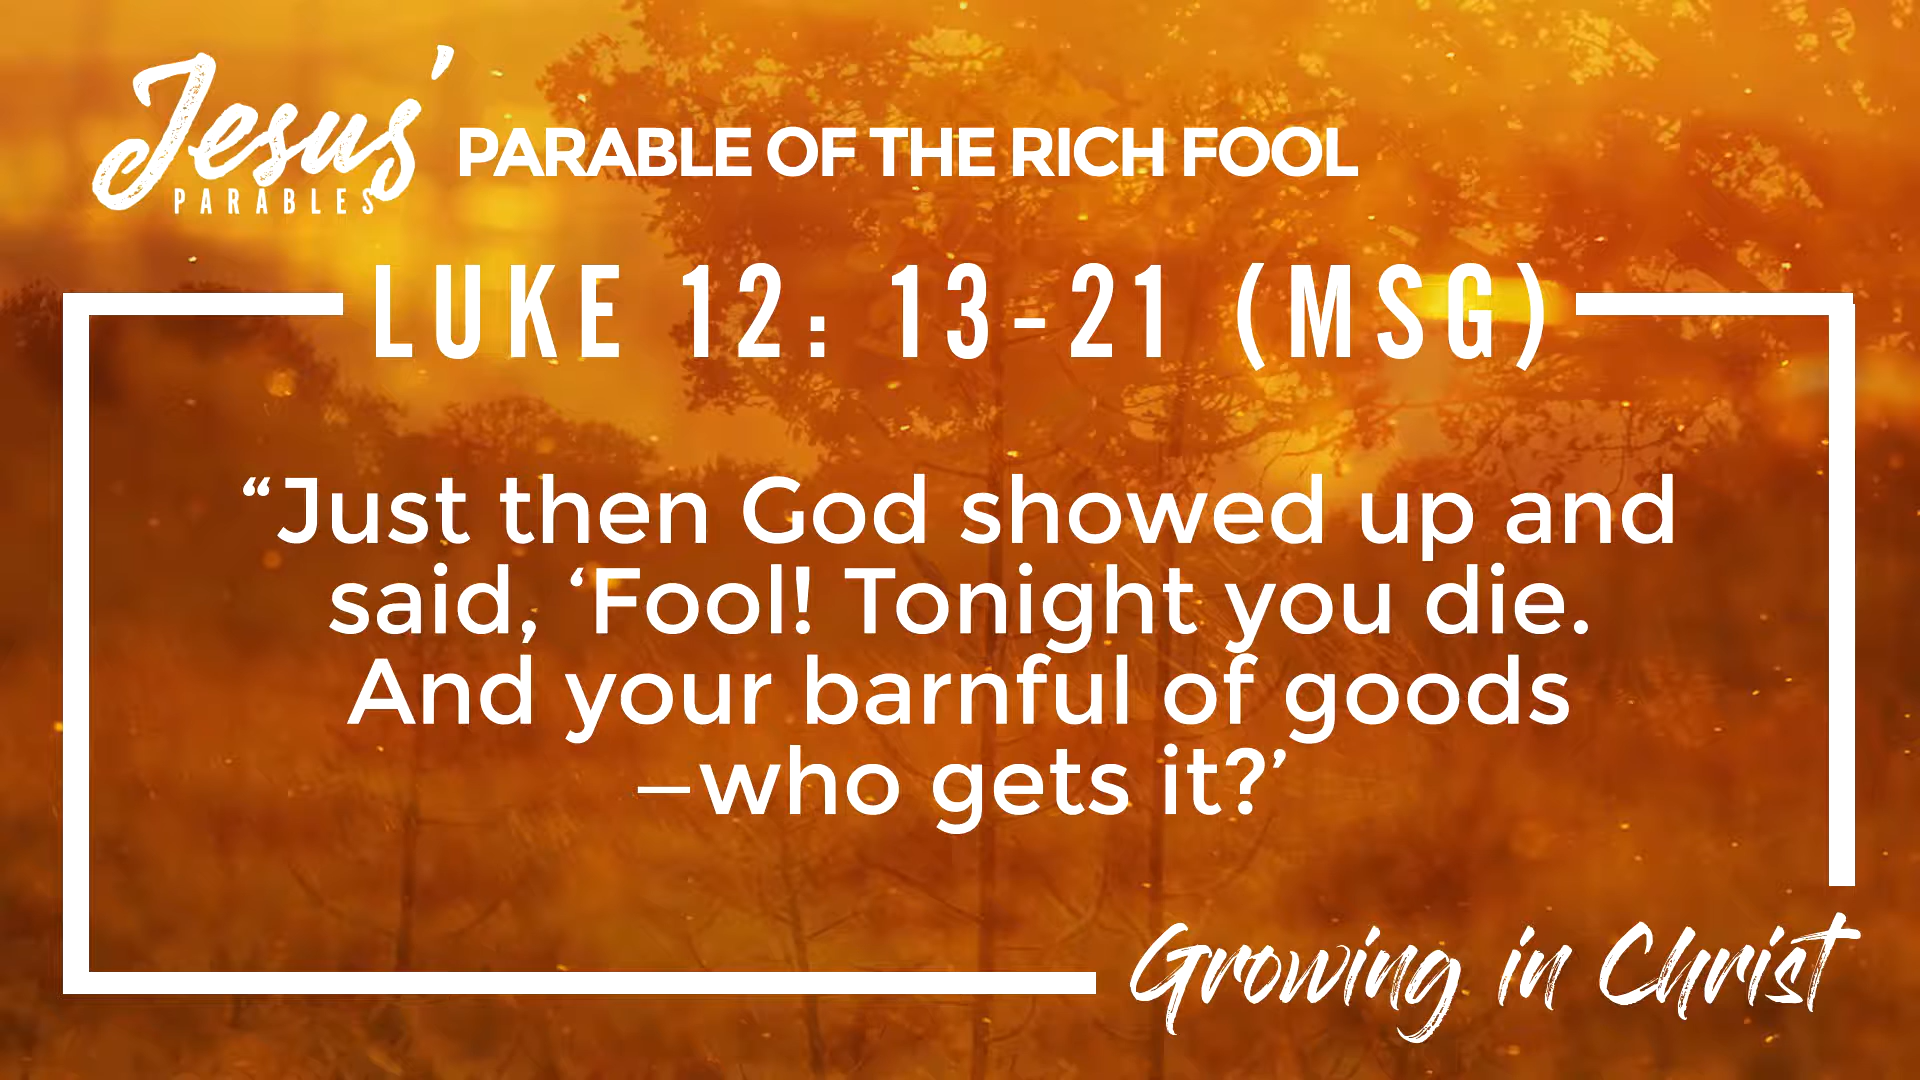 Jesus' PARABLE OF THE RICH FOOL
PARABLES
LUKE 12: 13-21 (MSG)
“Just then God showed up and
said, ‘Fool! Tonight you die.
And your barnful of goods
—who gets it?’
Growing in Christ